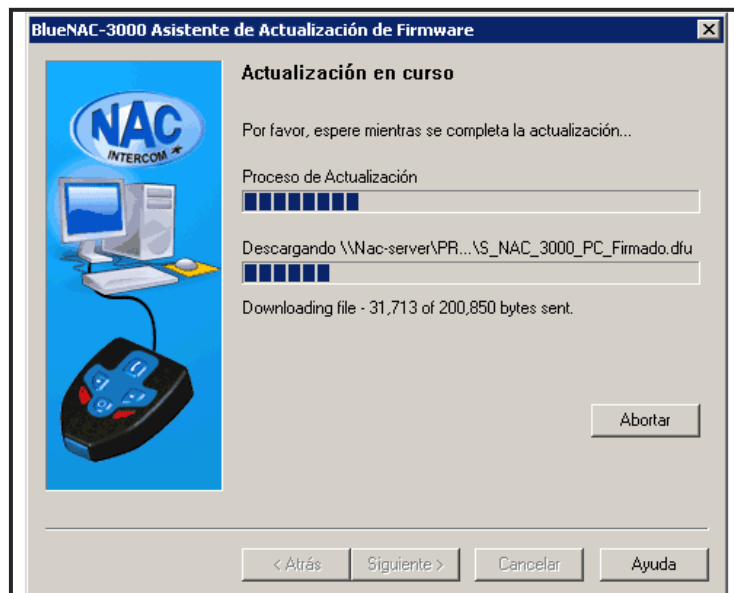 BlueNAC-3000 Asistente de Actualización de Firmware
NAC
INTERCOM
Actualización en curso
Por favor, espere mientras se completa la actualización...
Proceso de Actualización
Descargando \\Nac-server\PR...\S_NAC_3000_PC_Firmado.dfu
Downloading file - 31,713 of 200,850 bytes sent.
Abortar
< Atrás
Siguiente >
Cancelar
Ayuda